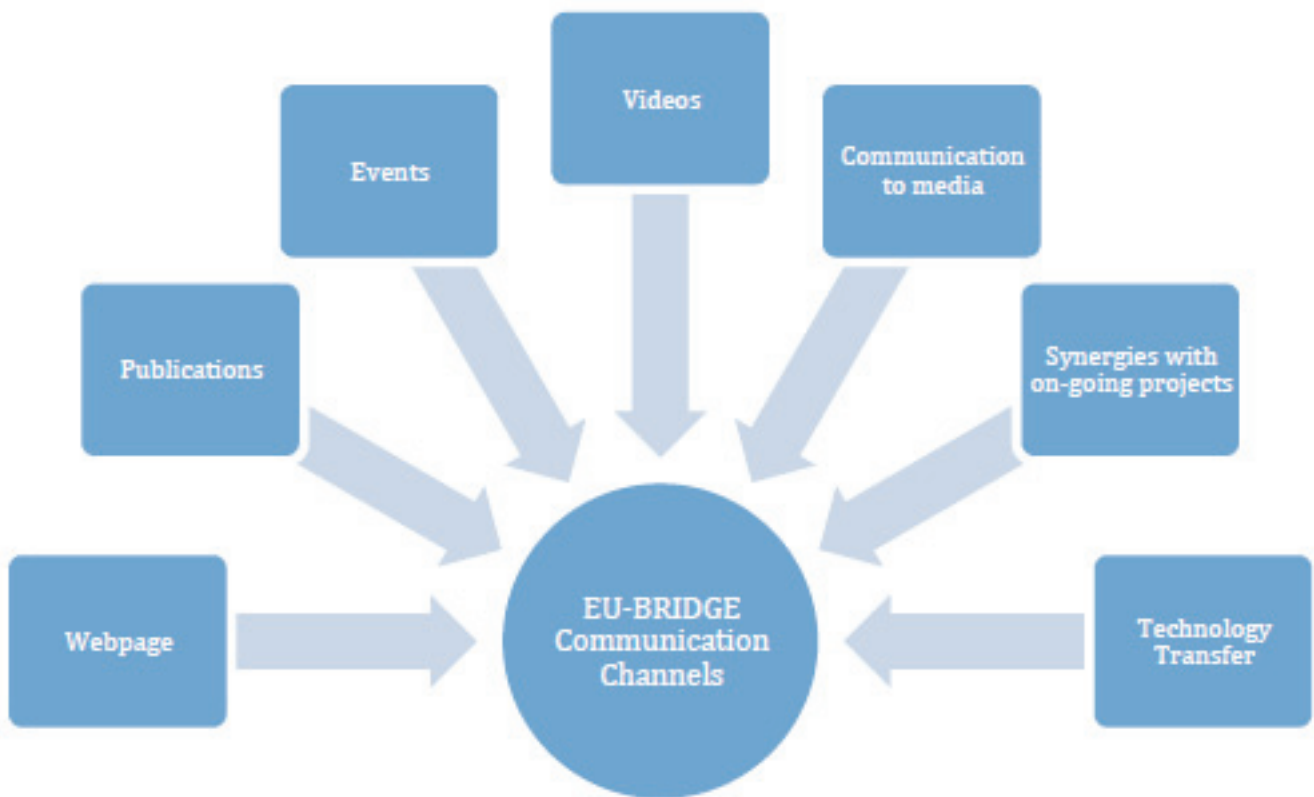 Videos
Events
Communication
to media
Publications
Synergies with
on-going projects
Webpage
EU-BRIDGE
Communication
Channels
Technology
Transfer